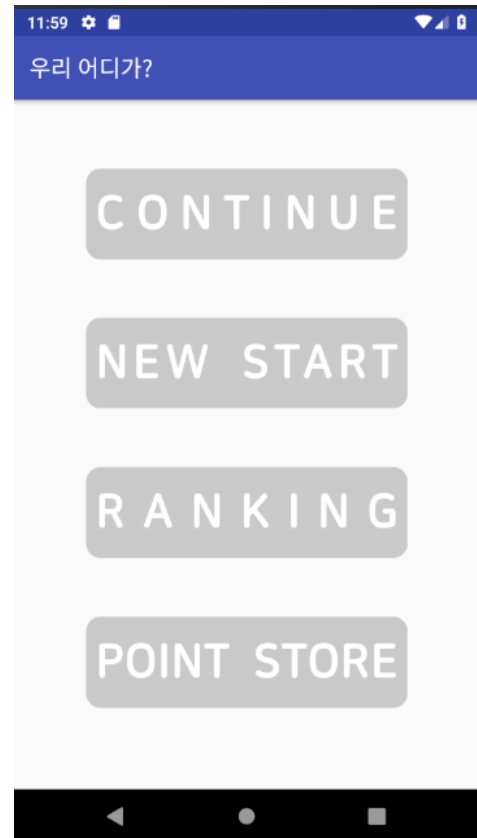 11:59
우리 어디가?
CONTINUE
NEW START
RANKING
POINT STORE